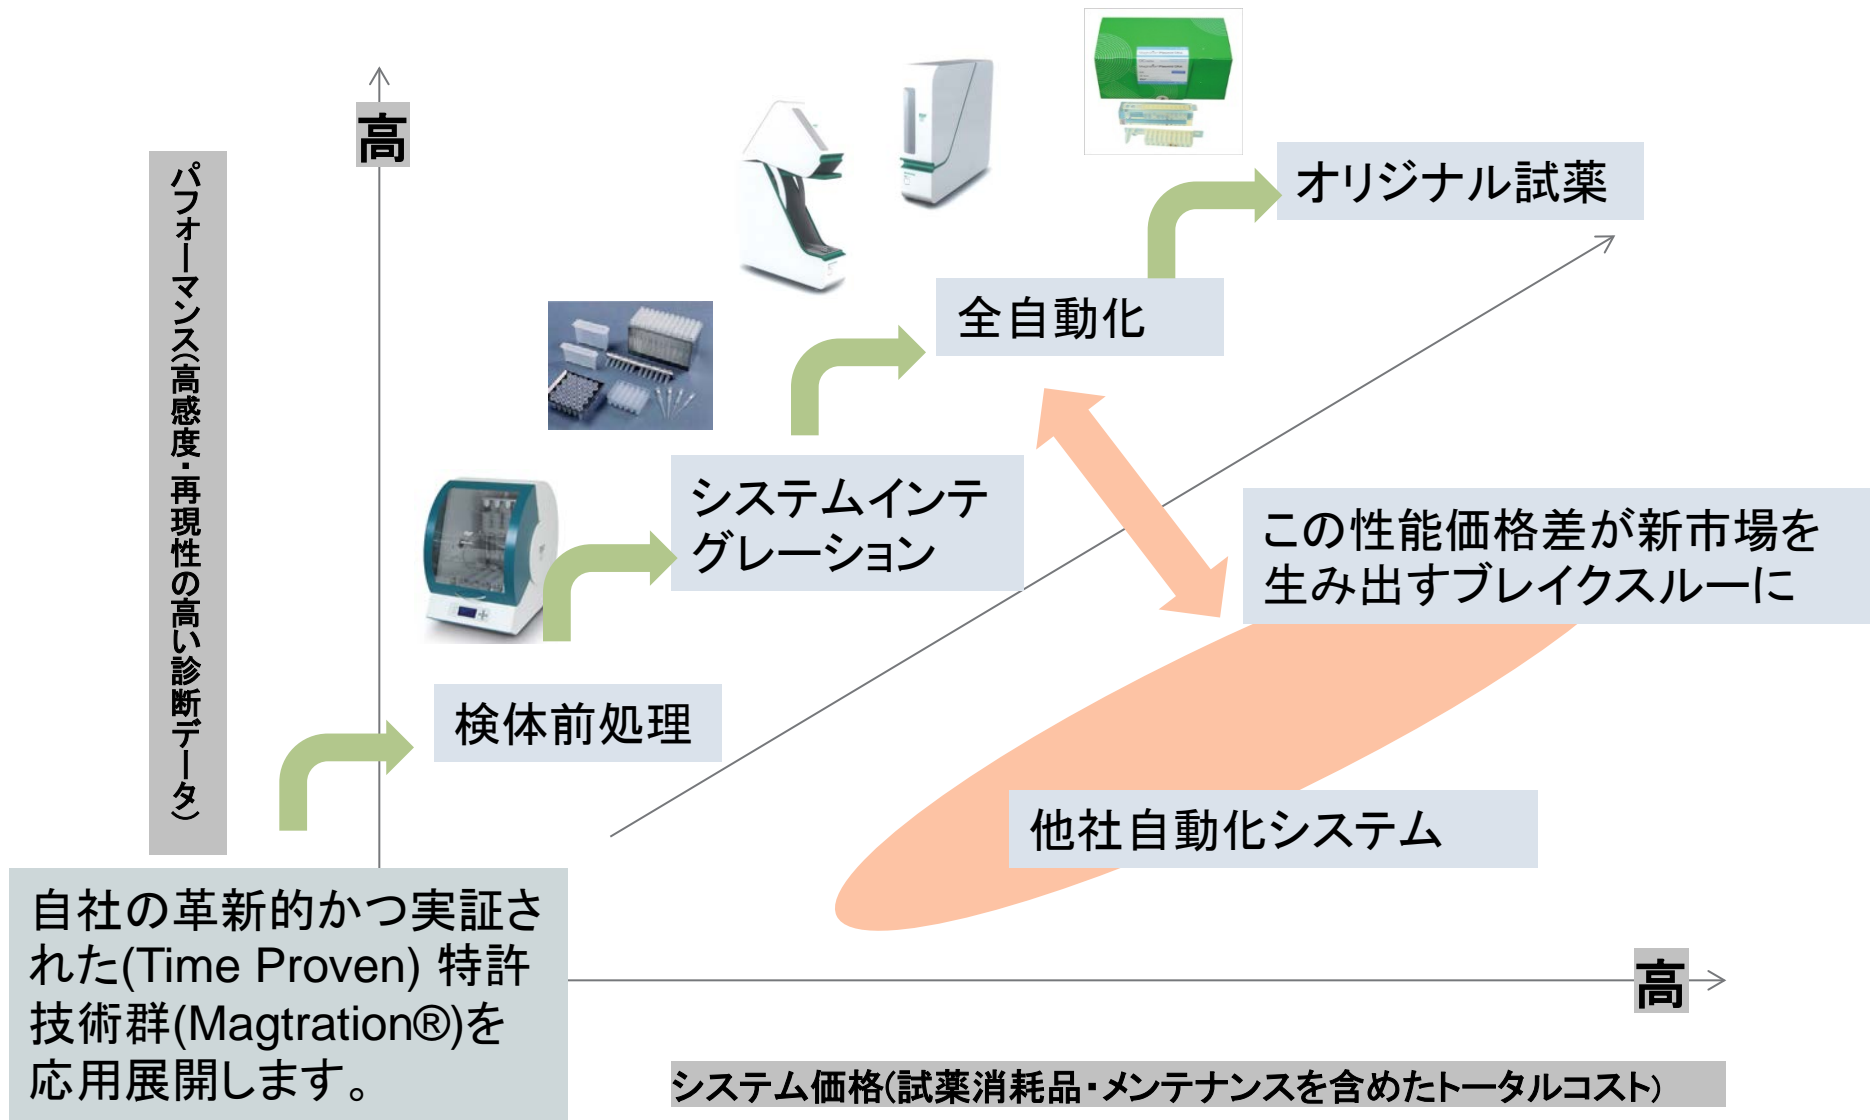 高
パフォーマンス(高感度・再現性の高い診断データ)
オリジナル試薬
全自動化
システムインテ
グレーション
この性能価格差が新市場を
生み出すブレイクスルーに
検体前処理
他社自動化システム
自社の革新的かつ実証さ
れた(Time Proven) 特許
技術群(Magtration®)を
応用展開します。
高
システム価格(試薬消耗品・メンテナンスを含めたトータルコスト)